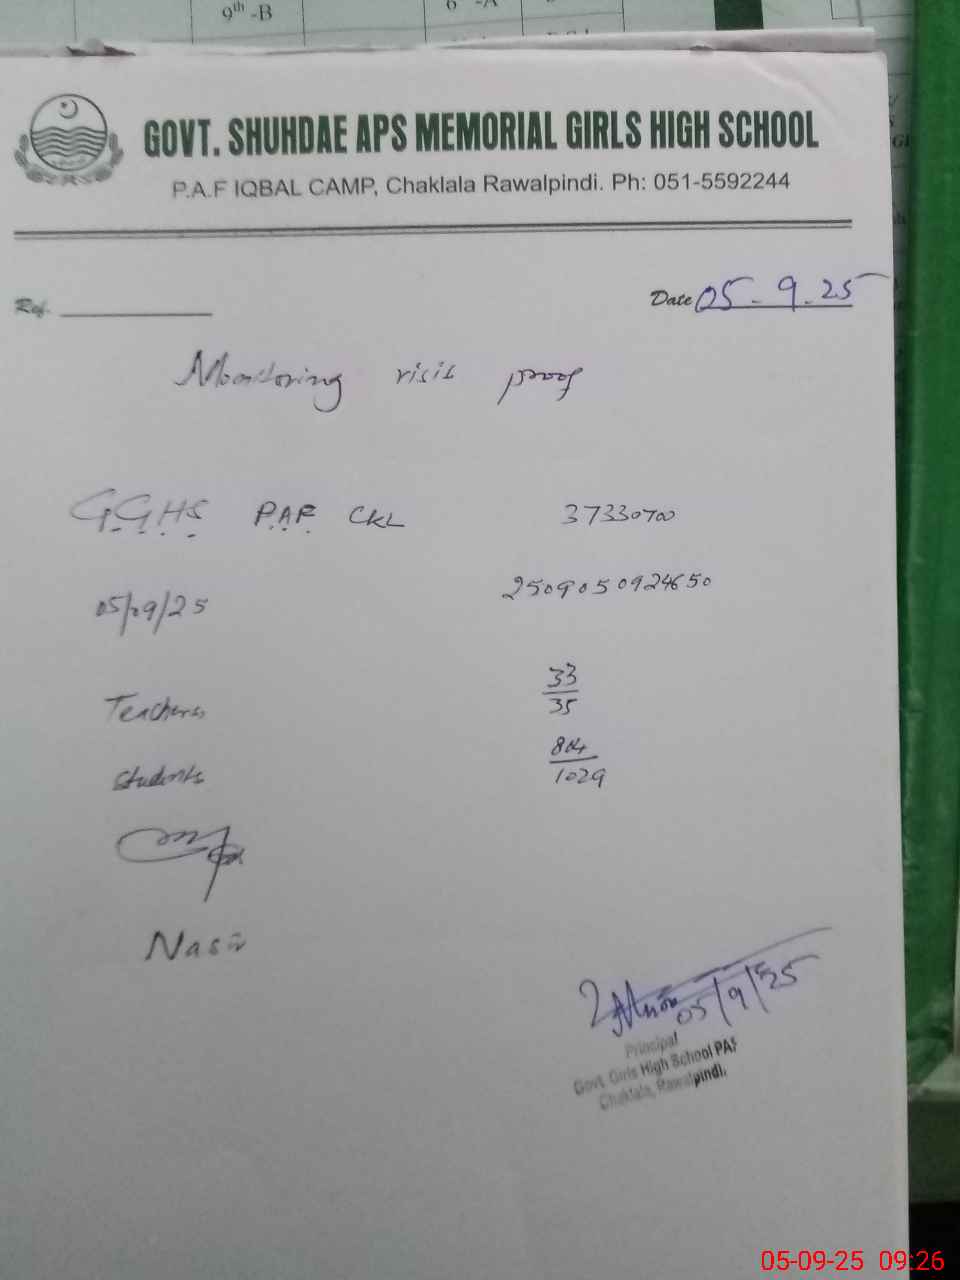 9th -B
6 -A
GOVT. SHUHDAE APS MEMORIAL GIRLS HIGH SCHOOL
P.A.F IQBAL CAMP, Chaklala Rawalpindi. Ph: 051-5592244
Ref. Date 05-9-25
Monitoring visit proof
G.G.H.S P.A.F. CKL 37330700
05/09/25 2509050924650
Teachers 33/35
Students 804/1029
Nasir
05/9/25
Principal
Govt. Girls High School PAF
Chaklala, Rawalpindi.
05-09-25 09:26